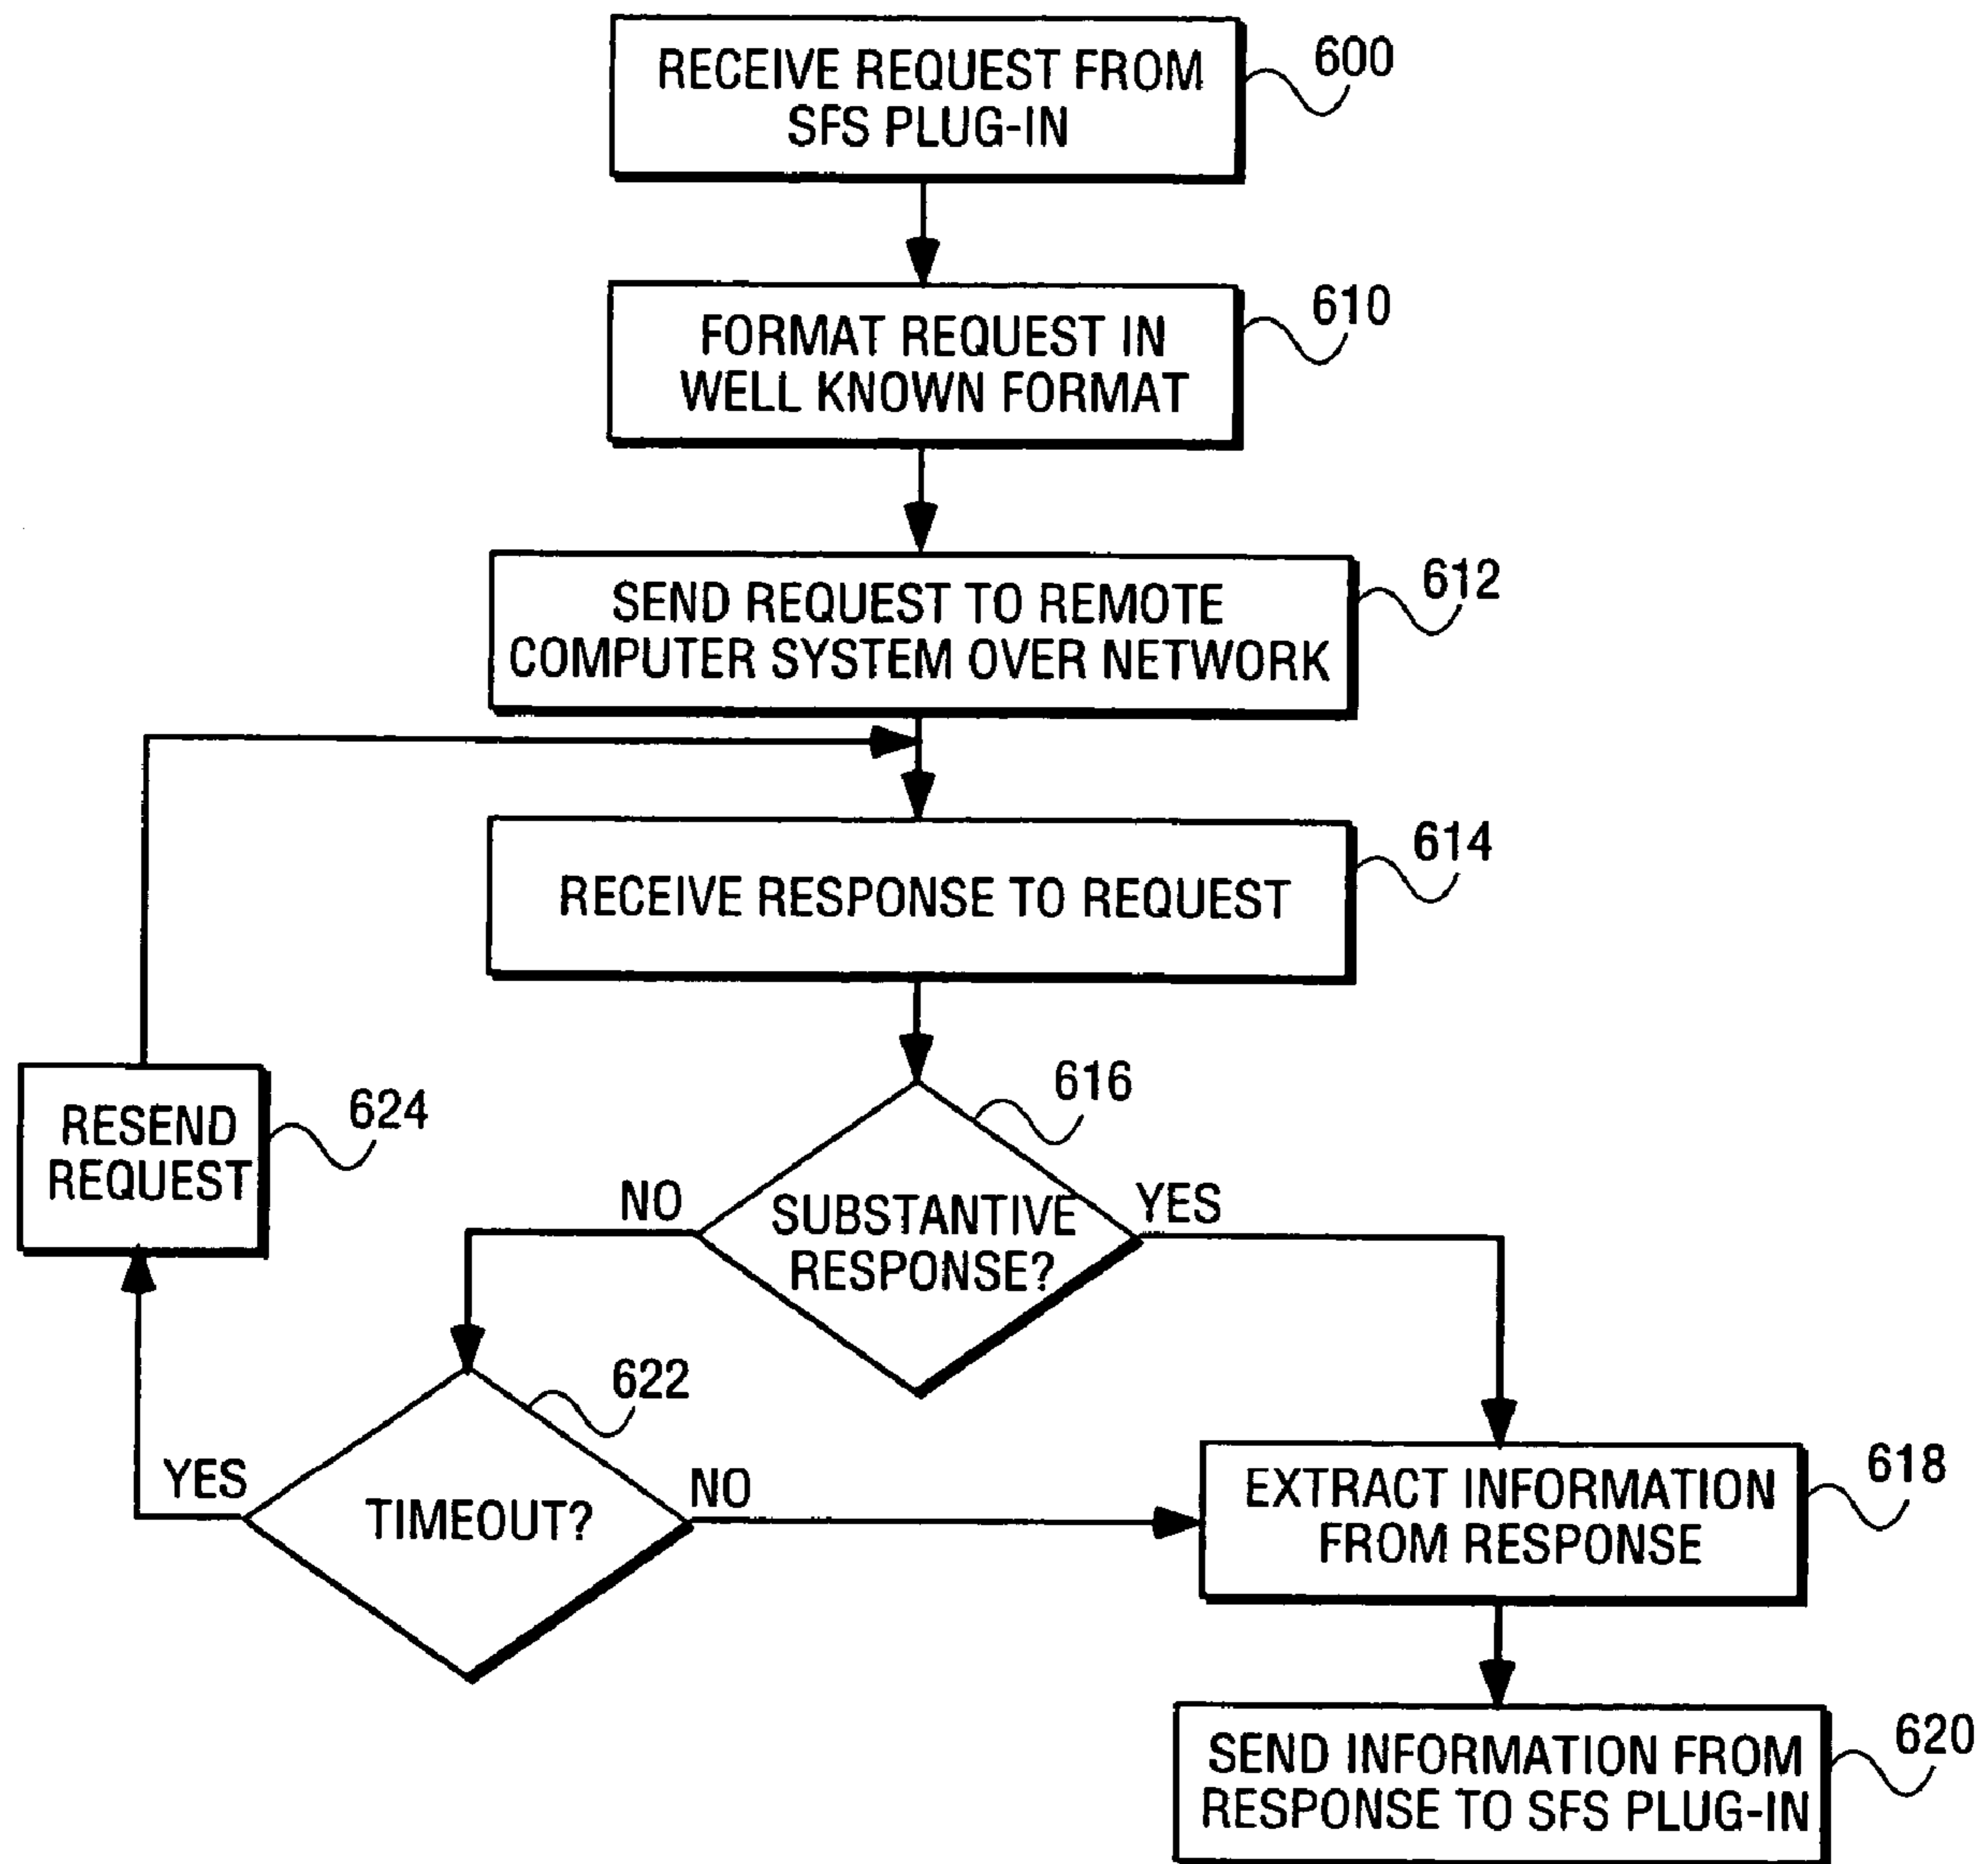 RECEIVE REQUEST FROM
SFS PLUG-IN
600
FORMAT REQUEST IN
WELL KNOWN FORMAT
610
SEND REQUEST TO REMOTE
COMPUTER SYSTEM OVER NETWORK
612
RECEIVE RESPONSE TO REQUEST
614
616
SUBSTANTIVE
RESPONSE?
NO
YES
RESEND
REQUEST
624
622
TIMEOUT?
YES
NO
EXTRACT INFORMATION
FROM RESPONSE
618
SEND INFORMATION FROM
RESPONSE TO SFS PLUG-IN
620